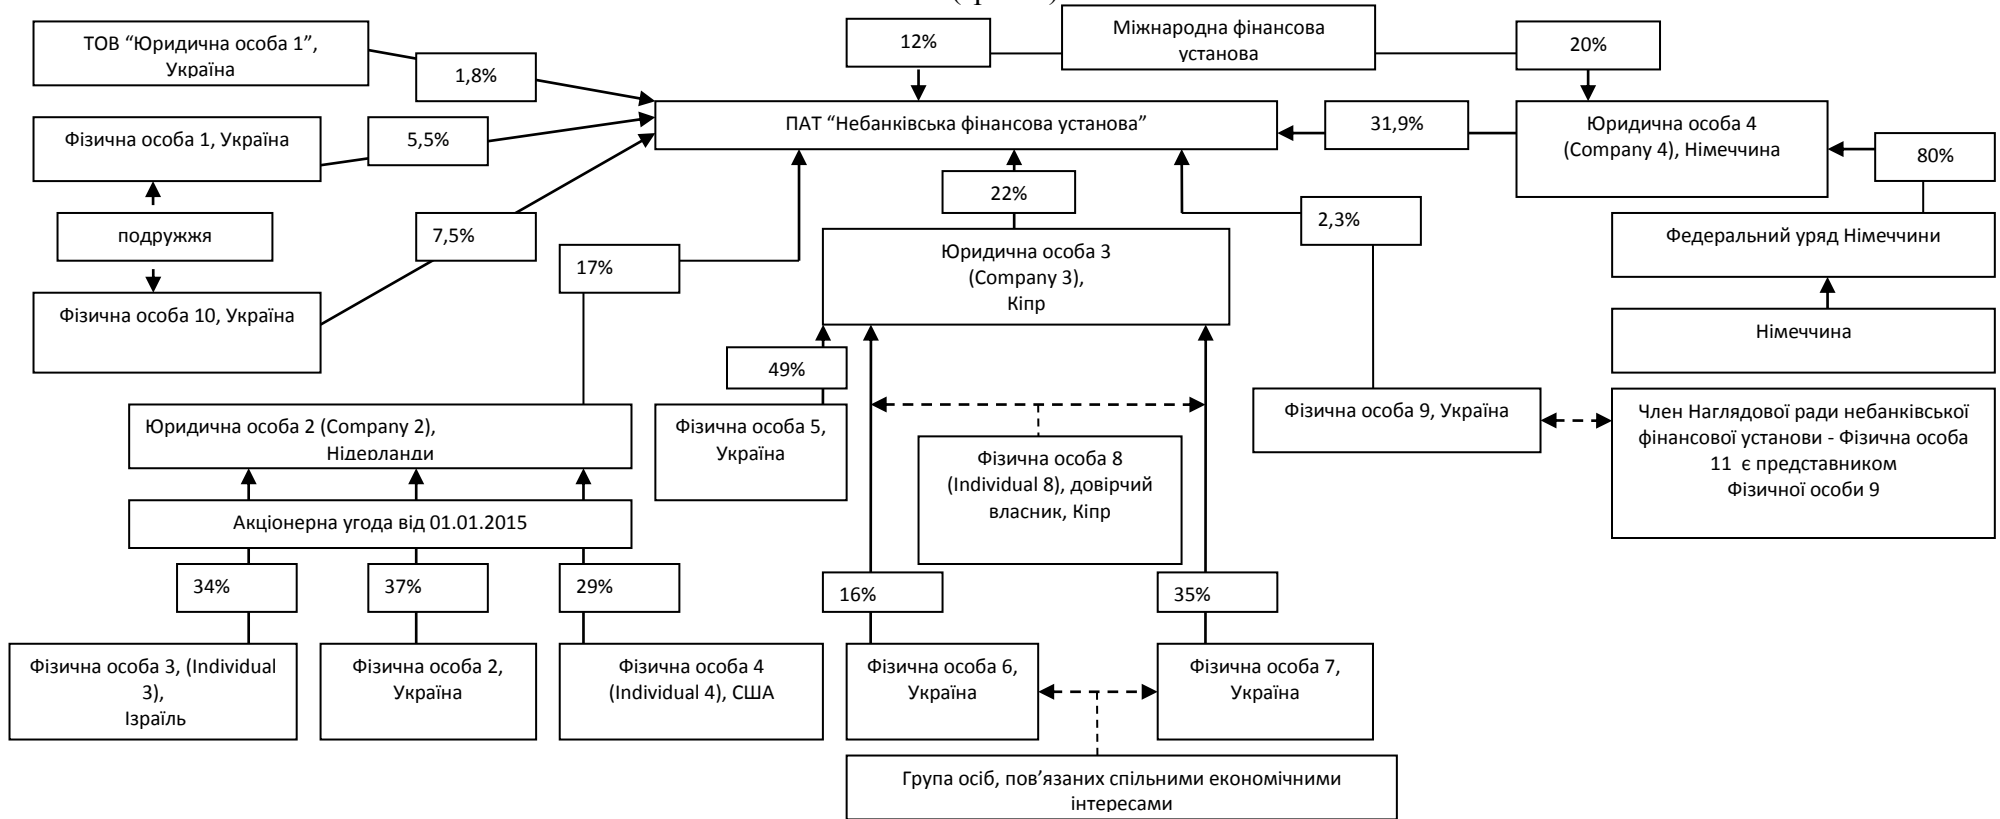 ТОВ “Юридична особа 1”,
Україна
1,8%
12%
Міжнародна фінансова
установа
20%
Фізична особа 1, Україна
5,5%
ПАТ “Небанківська фінансова установа”
31,9%
Юридична особа 4
(Company 4), Німеччина
80%
подружжя
7,5%
22%
2,3%
Федеральний уряд Німеччини
17%
Юридична особа 3
(Company 3),
Кіпр
Фізична особа 10, Україна
Німеччина
49%
Юридична особа 2 (Company 2),
Нідерланди
Фізична особа 5,
Україна
Фізична особа 9, Україна
Член Наглядової ради небанківської
фінансової установи - Фізична особа
11 є представником
Фізичної особи 9
Фізична особа 8
(Individual 8), довірчий
власник, Кіпр
Акціонерна угода від 01.01.2015
34%
37%
29%
16%
35%
Фізична особа 3, (Individual
3),
Ізраїль
Фізична особа 2,
Україна
Фізична особа 4
(Individual 4), США
Фізична особа 6,
Україна
Фізична особа 7,
Україна
Група осіб, пов’язаних спільними економічними
інтересами